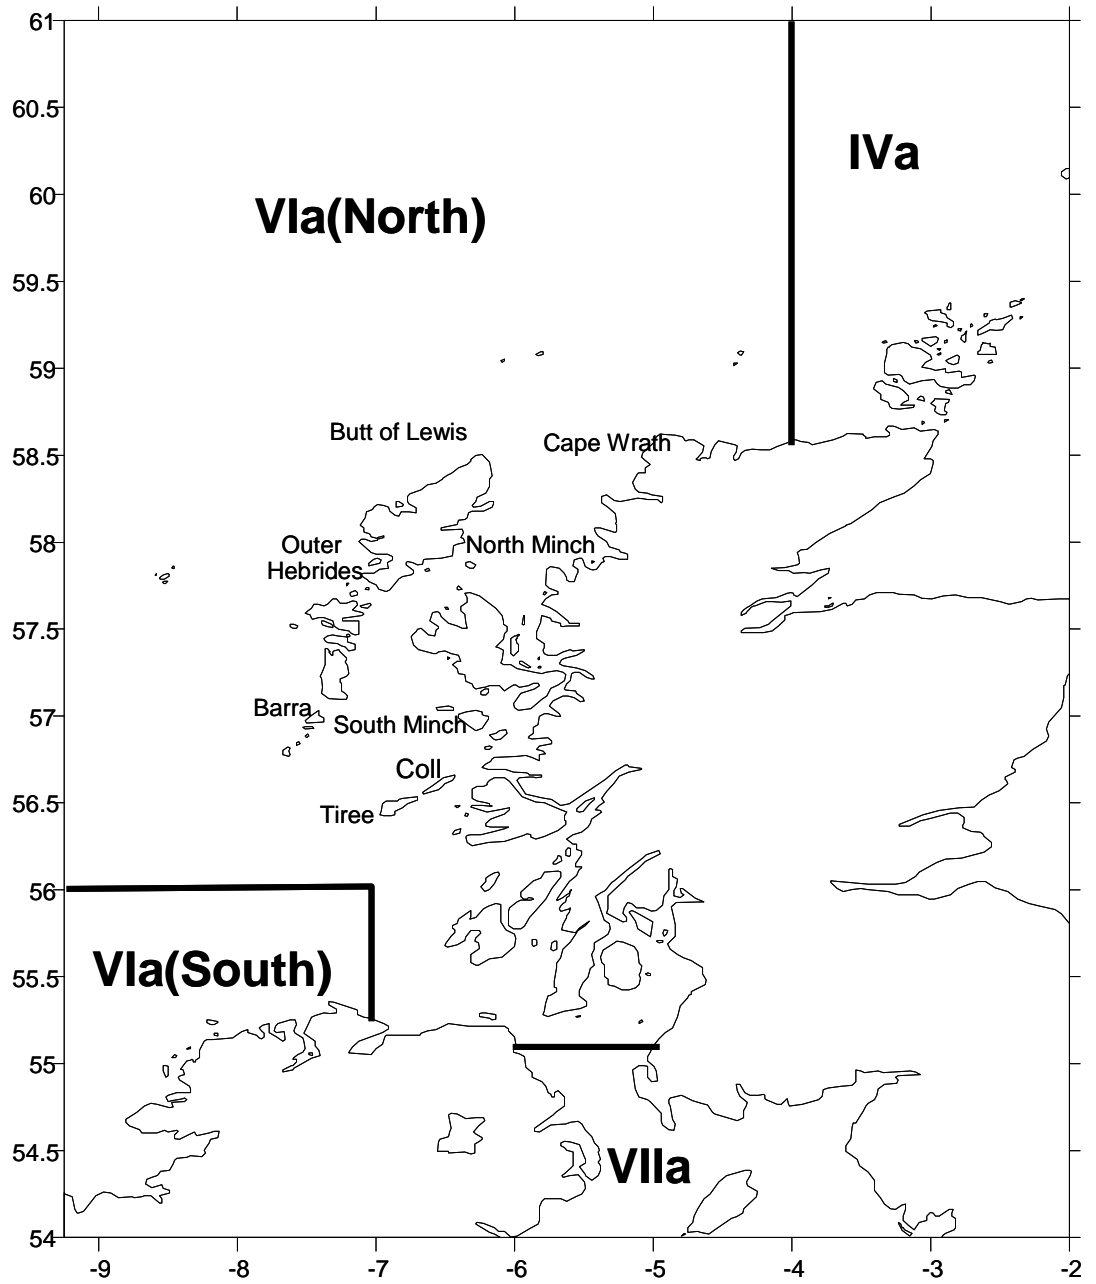 61
60.5
IVa
60
VIa(North)
59.5
59
Butt of Lewis
Cape Wrath
58.5
58
Outer
Hebrides
North Minch
57.5
Barra
57
South Minch
Coll
56.5
Tiree
56
VIa(South)
55.5
55
54.5
VIIa
54
-9 -8 -7 -6 -5 -4 -3 -2